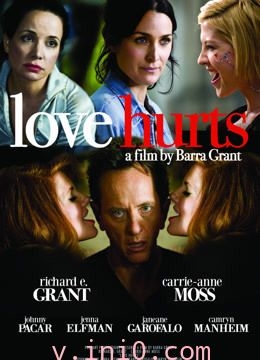 love hurts
a film by Barra Grant
richard e. GRANT
carrie-anne MOSS
johnny PACAR
jenna ELFMAN
janeane GAROFALO
camryn MANHEIM
v.ini0.com